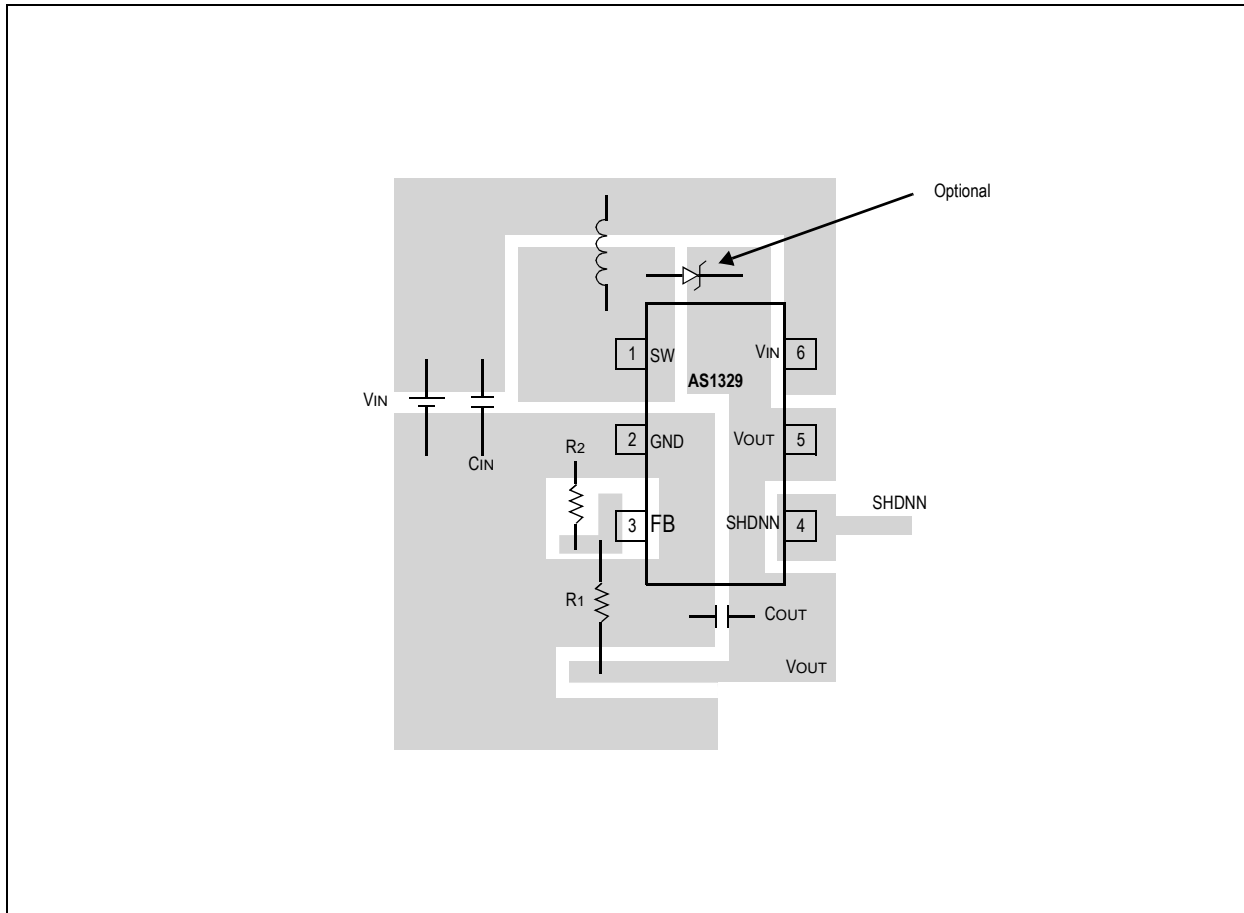 Optional
1 SW
VIN 6
AS1329
VIN
2 GND
VOUT 5
R2
CIN
SHDNN
3 FB
SHDNN 4
R1
COUT
VOUT